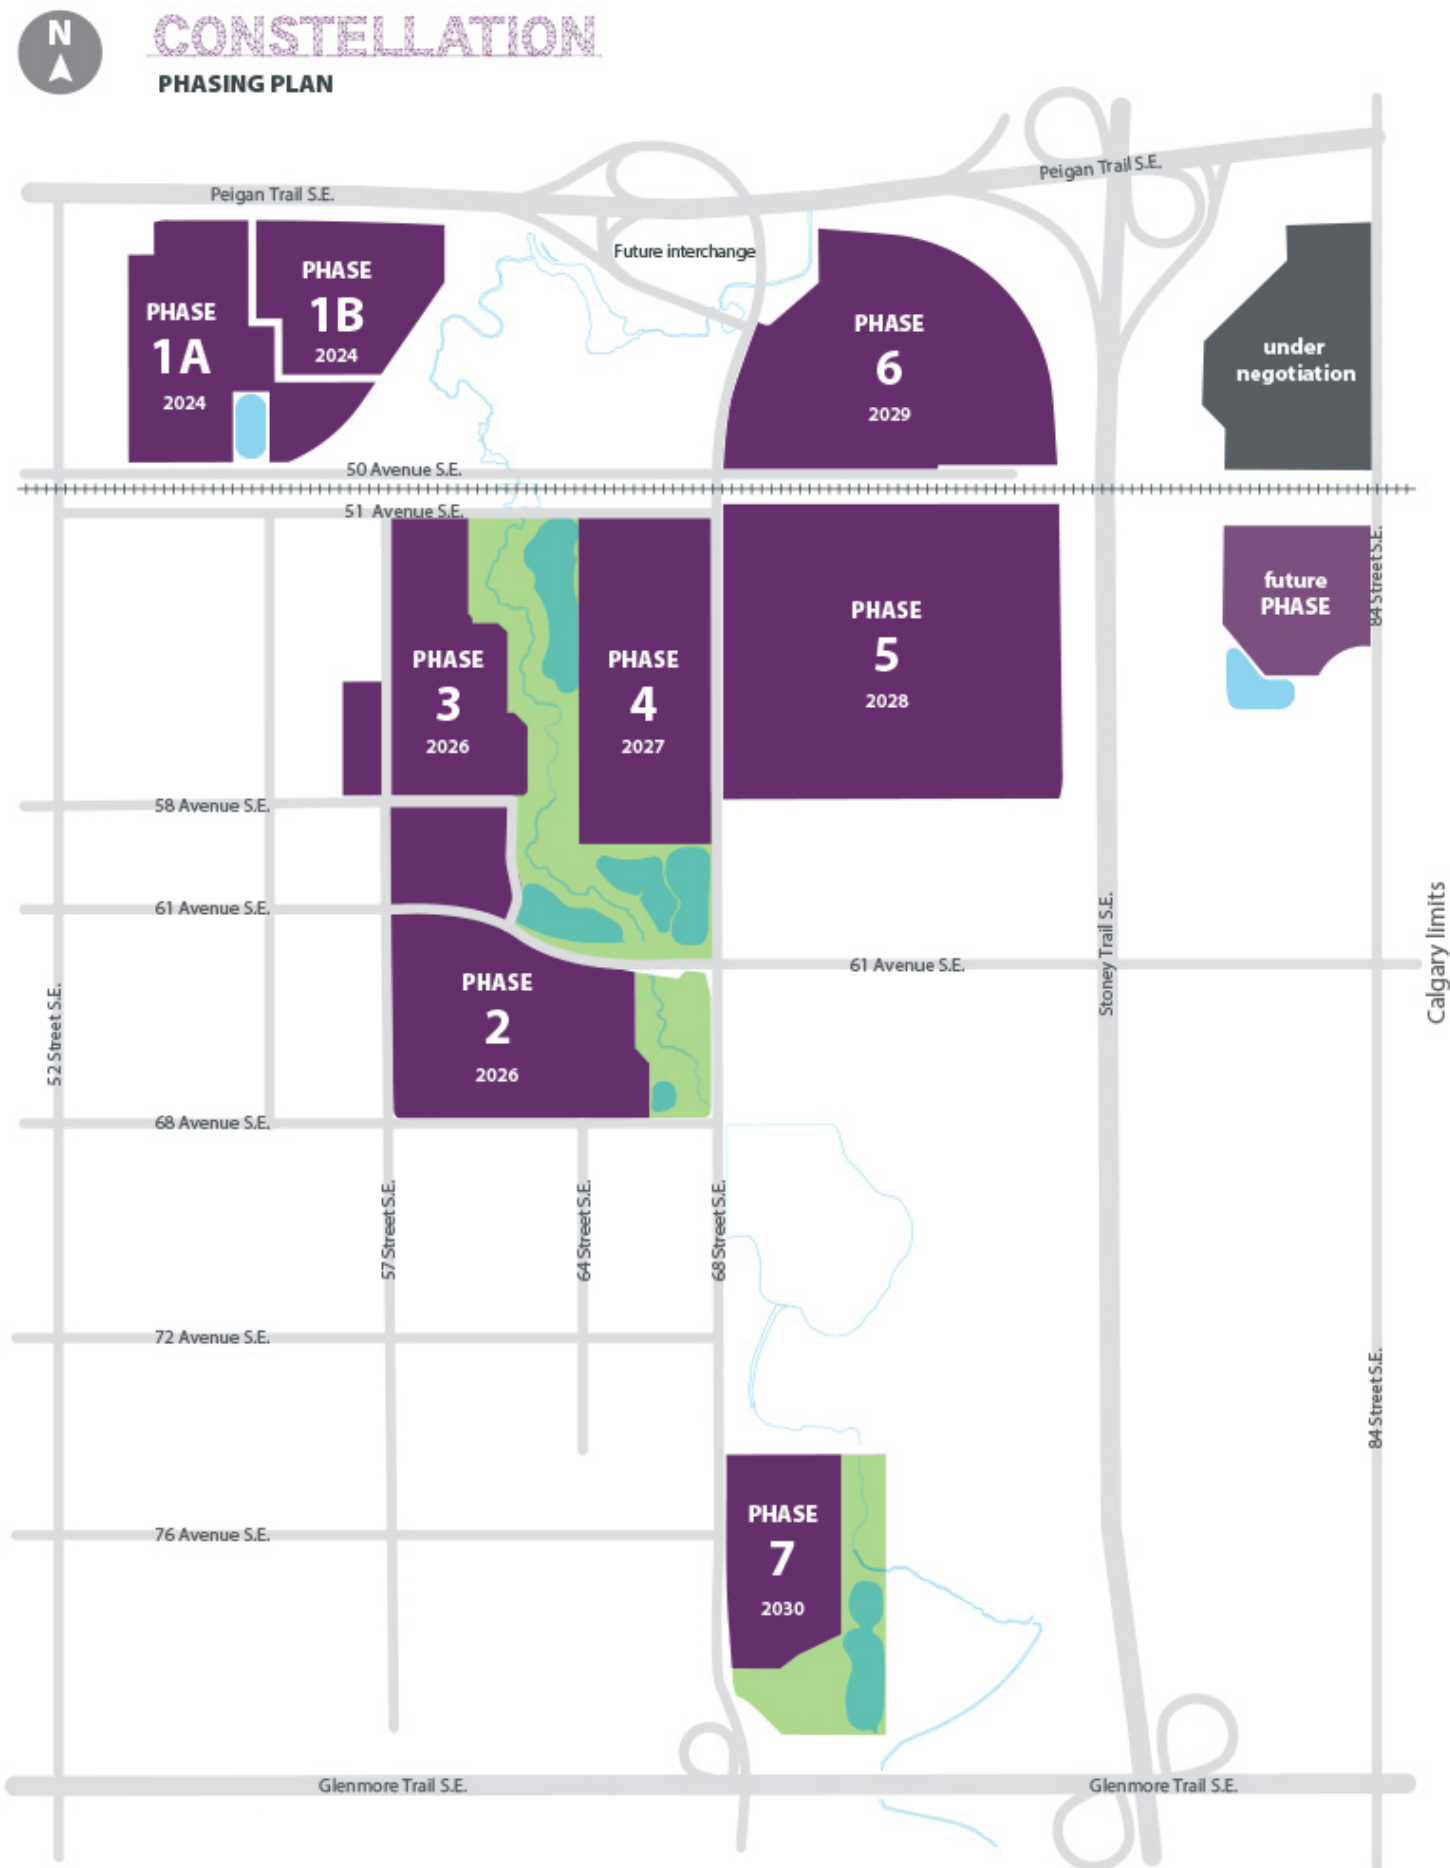 N
CONSTELLATION
PHASING PLAN
Peigan Trail S.E.
Peigan Trail S.E.
Future interchange
PHASE
1A
2024
PHASE
1B
2024
PHASE
6
2029
under
negotiation
50 Avenue S.E.
51 Avenue S.E.
84 Street S.E.
future
PHASE
PHASE
3
2026
PHASE
4
2027
PHASE
5
2028
58 Avenue S.E.
61 Avenue S.E.
61 Avenue S.E.
Stoney Trail S.E.
Calgary limits
52 Street S.E.
PHASE
2
2026
68 Avenue S.E.
57 Street S.E.
64 Street S.E.
68 Street S.E.
72 Avenue S.E.
84 Street S.E.
76 Avenue S.E.
PHASE
7
2030
Glenmore Trail S.E.
Glenmore Trail S.E.